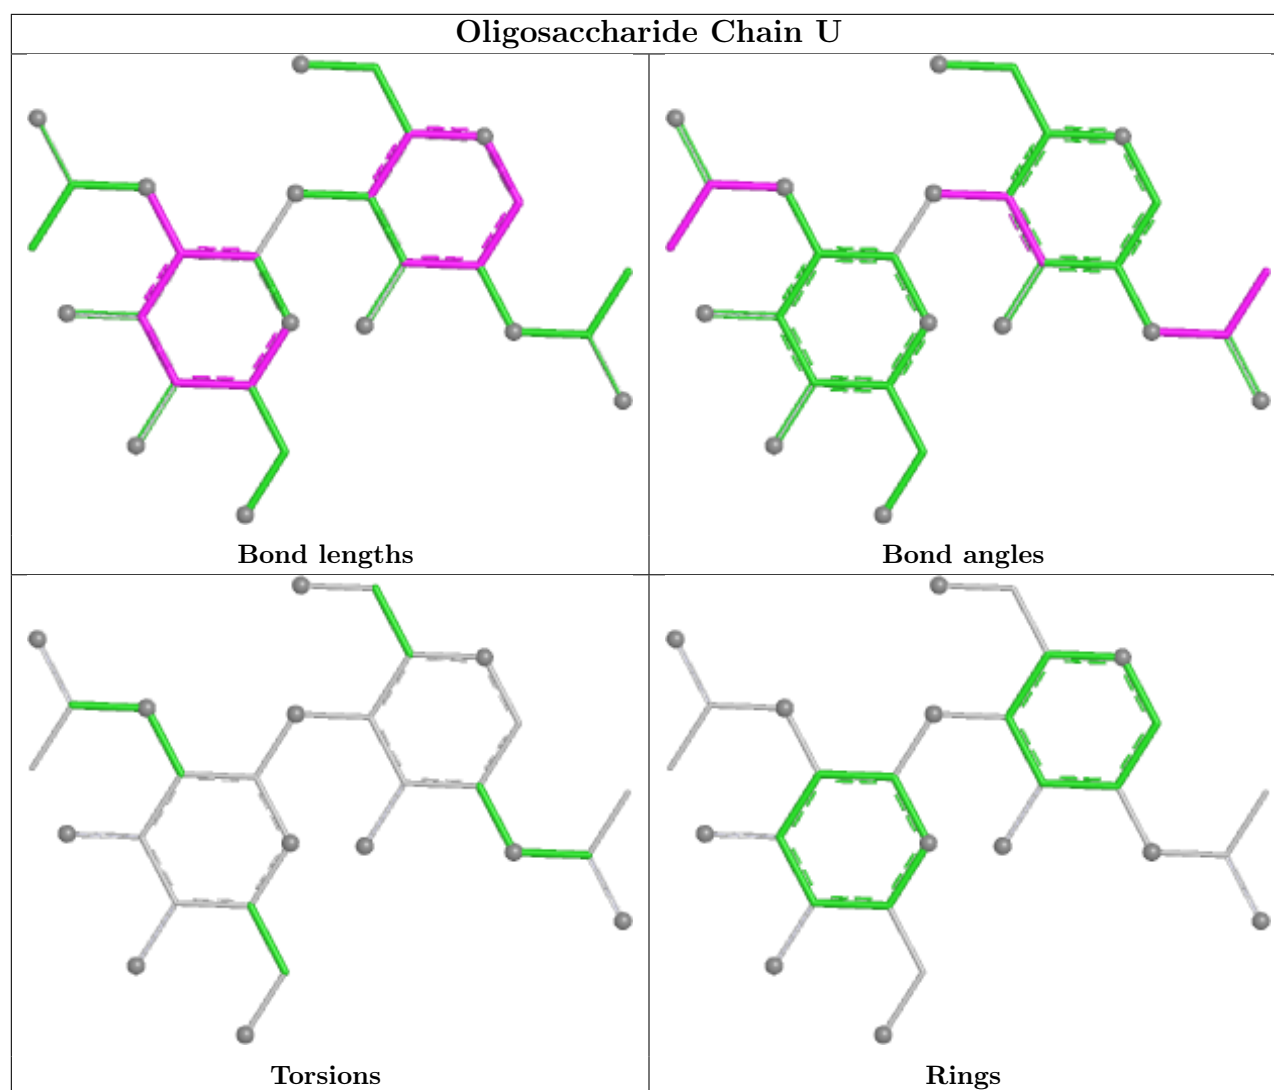 Oligosaccharide Chain U
Bond lengths
Bond angles
Torsions
Rings